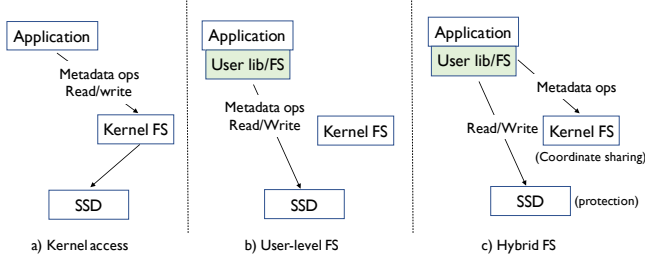 Application
Metadata ops
Read/write
Kernel FS
SSD
a) Kernel access
Application
User lib/FS
Metadata ops
Read/Write
Kernel FS
SSD
b) User-level FS
Application
User lib/FS
Metadata ops
Read/Write
Kernel FS
(Coordinate sharing)
SSD
(protection)
c) Hybrid FS